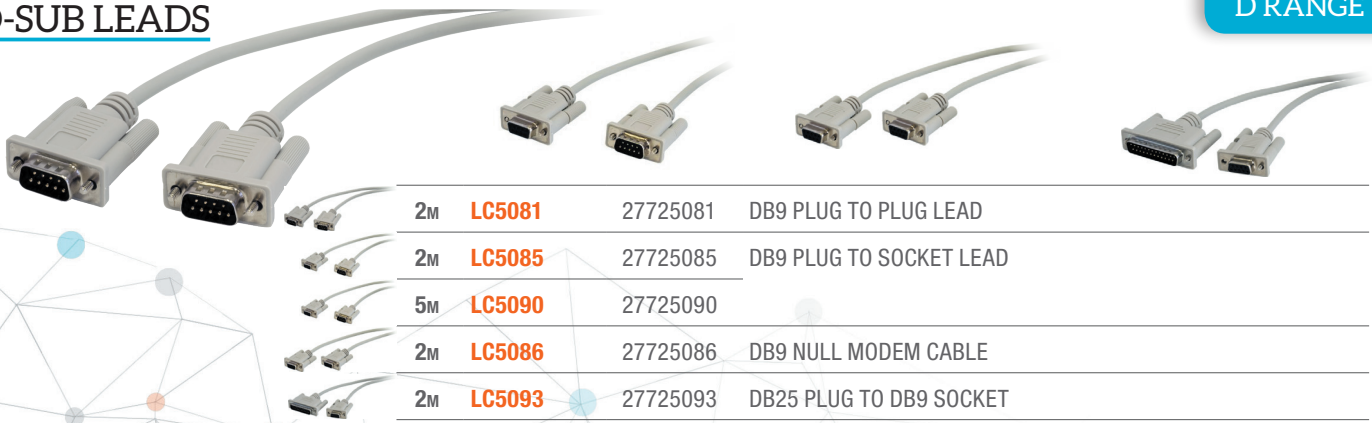 -SUB LEADS
D RANGE
2M LC5081 27725081 DB9 PLUG TO PLUG LEAD
2M LC5085 27725085 DB9 PLUG TO SOCKET LEAD
5M LC5090 27725090
2M LC5086 27725086 DB9 NULL MODEM CABLE
2M LC5093 27725093 DB25 PLUG TO DB9 SOCKET